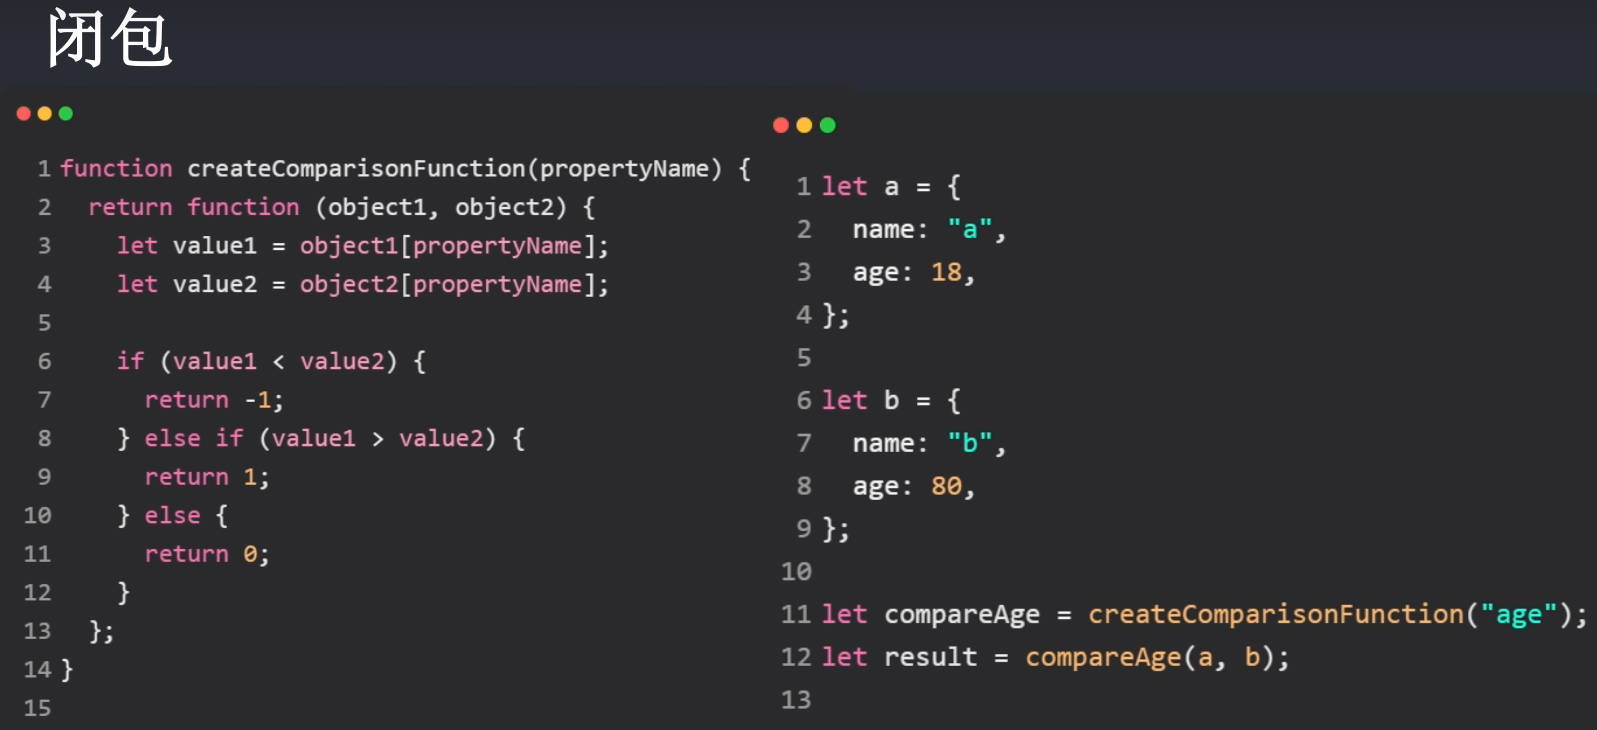 闭包
1 function createComparisonFunction(propertyName) {
2   return function (object1, object2) {
3     let value1 = object1[propertyName];
4     let value2 = object2[propertyName];
5
6     if (value1 < value2) {
7       return -1;
8     } else if (value1 > value2) {
9       return 1;
10     } else {
11       return 0;
12     }
13   };
14 }
15
1 let a = {
2   name: "a",
3   age: 18,
4 };
5
6 let b = {
7   name: "b",
8   age: 80,
9 };
10
11 let compareAge = createComparisonFunction("age");
12 let result = compareAge(a, b);
13